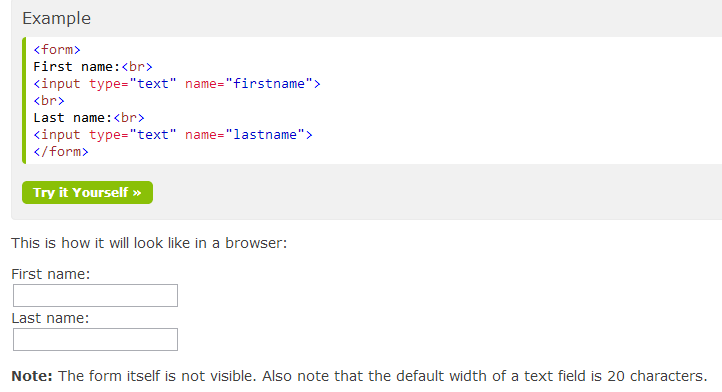 Example
<form>
First name:<br>
<input type="text" name="firstname">
<br>
Last name:<br>
<input type="text" name="lastname">
</form>
Try it Yourself »
This is how it will look like in a browser:
First name:
Last name:
Note: The form itself is not visible. Also note that the default width of a text field is 20 characters.